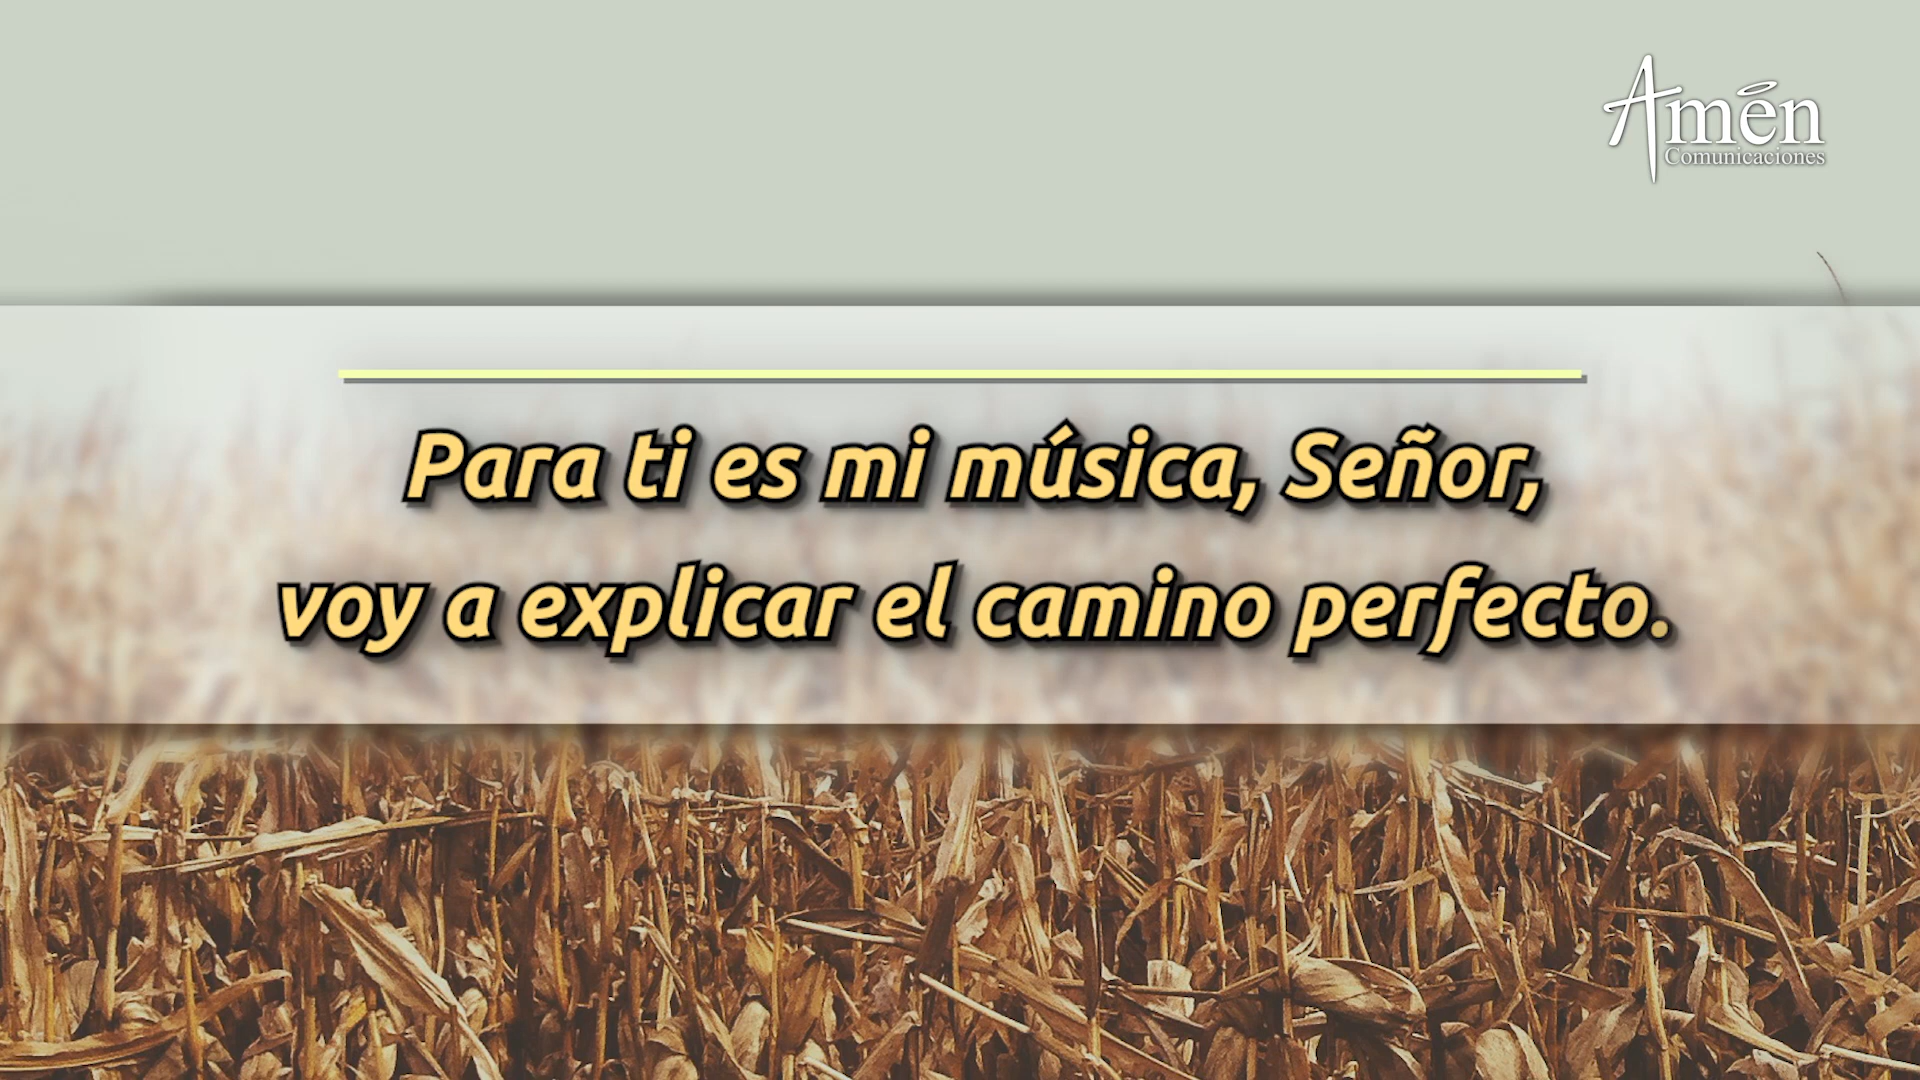 Amén
Comunicaciones
Para ti es mi música, Señor,
voy a explicar el camino perfecto.